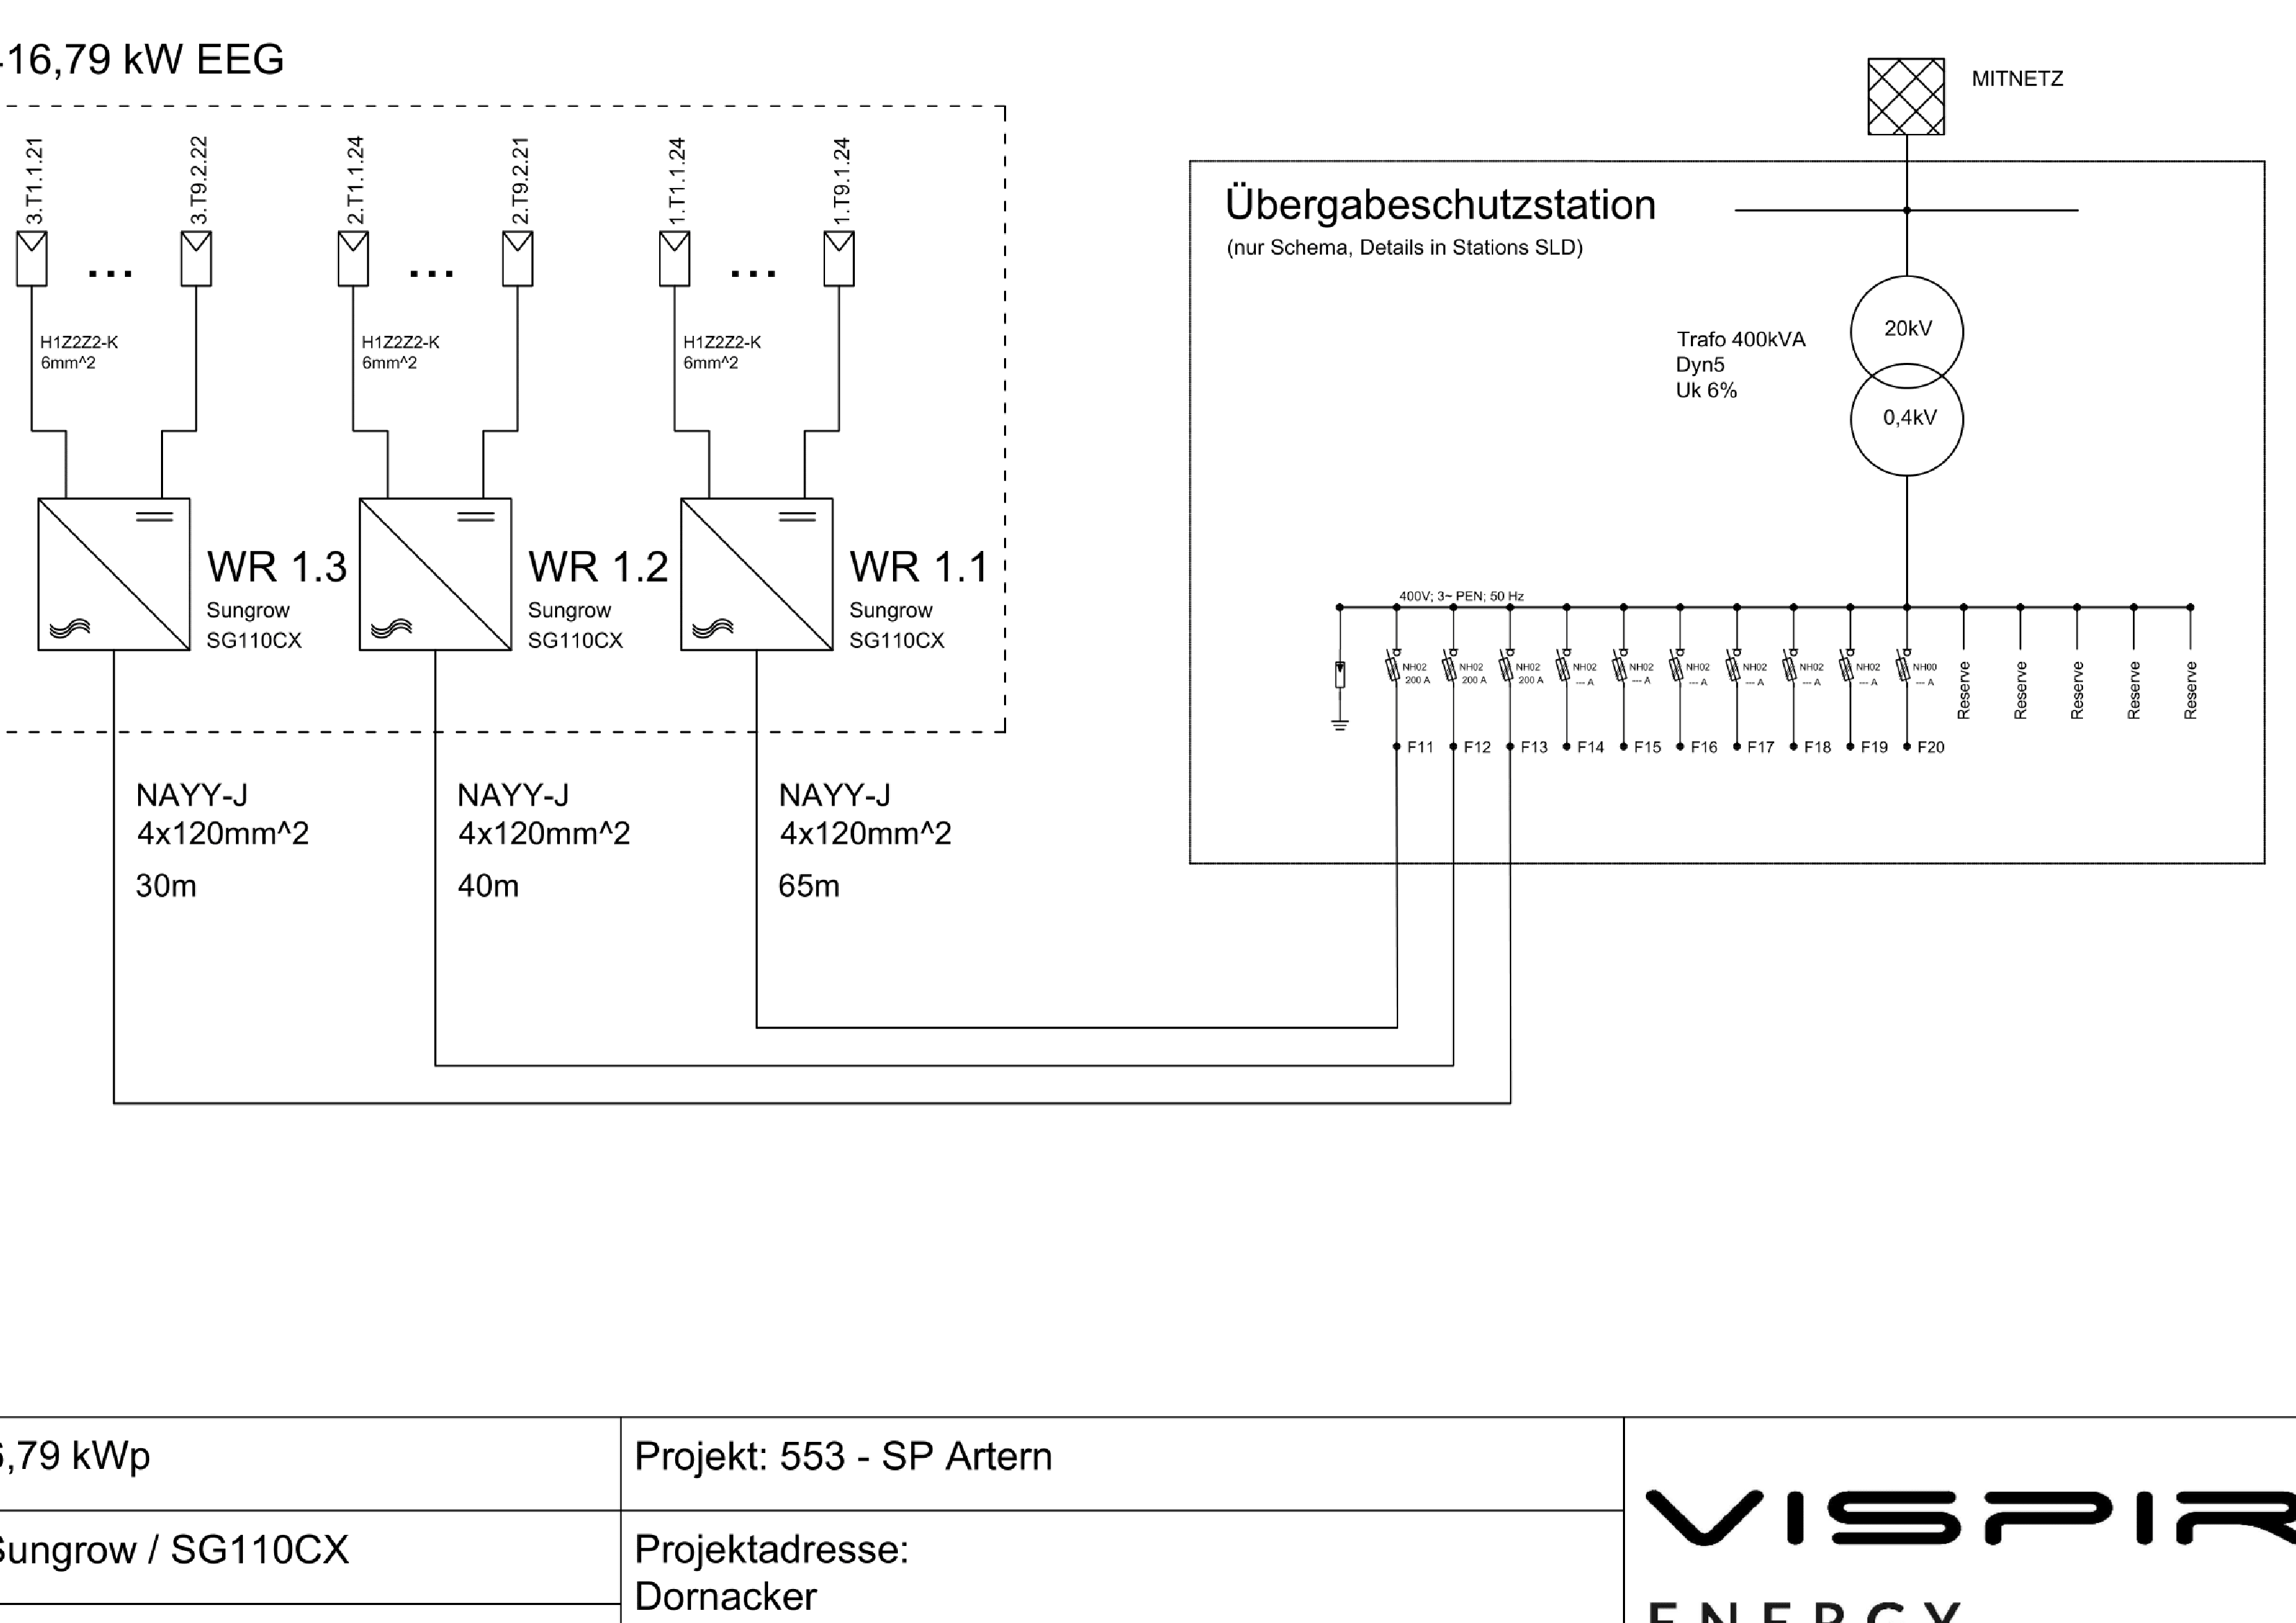 16,79 kW EEG
MITNETZ
3.T1.1.21
3.T9.2.22
2.T1.1.24
2.T9.2.21
1.T1.1.24
1.T9.1.24
Übergabeschutzstation
(nur Schema, Details in Stations SLD)
H1Z2Z2-K
6mm^2
H1Z2Z2-K
6mm^2
H1Z2Z2-K
6mm^2
Trafo 400kVA
Dyn5
Uk 6%
20kV
0,4kV
WR 1.3
Sungrow
SG110CX
WR 1.2
Sungrow
SG110CX
WR 1.1
Sungrow
SG110CX
400V; 3~ PEN; 50 Hz
NH02
200 A
NH02
200 A
NH02
200 A
NH02
--- A
NH02
--- A
NH02
--- A
NH02
--- A
NH02
--- A
NH02
--- A
NH00
--- A
Reserve
Reserve
Reserve
Reserve
Reserve
F11
F12
F13
F14
F15
F16
F17
F18
F19
F20
NAYY-J
4x120mm^2
30m
NAYY-J
4x120mm^2
40m
NAYY-J
4x120mm^2
65m
,79 kWp
Projekt: 553 - SP Artern
Sungrow / SG110CX
Projektadresse:
Dornacker
VISPIR
ENERGY